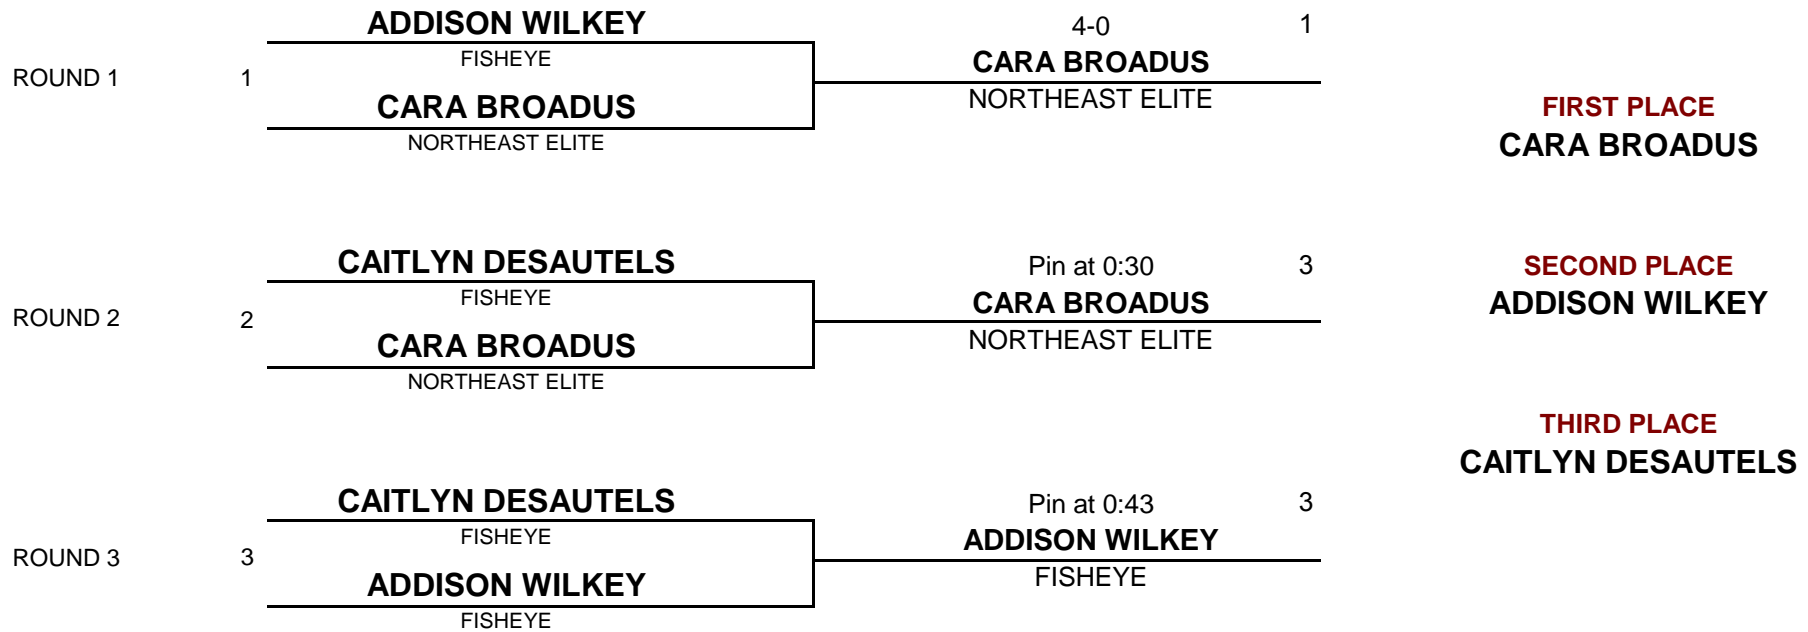 ROUND 1
1
ADDISON WILKEY
FISHEYE
CARA BROADUS
NORTHEAST ELITE
4-0
1
CARA BROADUS
NORTHEAST ELITE
FIRST PLACE
CARA BROADUS
ROUND 2
2
CAITLYN DESAUTELS
FISHEYE
CARA BROADUS
NORTHEAST ELITE
Pin at 0:30
3
CARA BROADUS
NORTHEAST ELITE
SECOND PLACE
ADDISON WILKEY
THIRD PLACE
CAITLYN DESAUTELS
ROUND 3
3
CAITLYN DESAUTELS
FISHEYE
ADDISON WILKEY
FISHEYE
Pin at 0:43
3
ADDISON WILKEY
FISHEYE